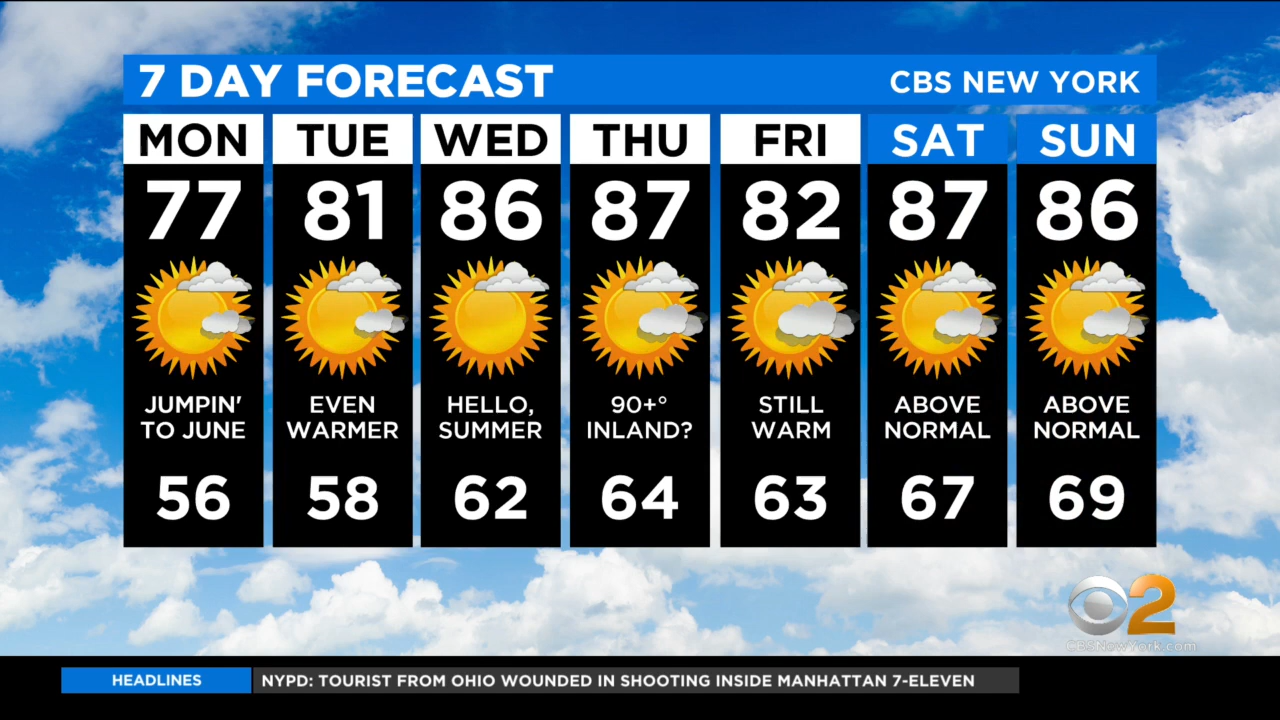 7 DAY FORECAST
CBS NEW YORK
MON TUE WED THU FRI SAT SUN
77 81 86 87 82 87 86
JUMPIN' EVEN HELLO, 90+° STILL ABOVE ABOVE
TO JUNE WARMER SUMMER INLAND? WARM NORMAL NORMAL
56 58 62 64 63 67 69
2
CBSNewYork.com
HEADLINES
NYPD: TOURIST FROM OHIO WOUNDED IN SHOOTING INSIDE MANHATTAN 7-ELEVEN